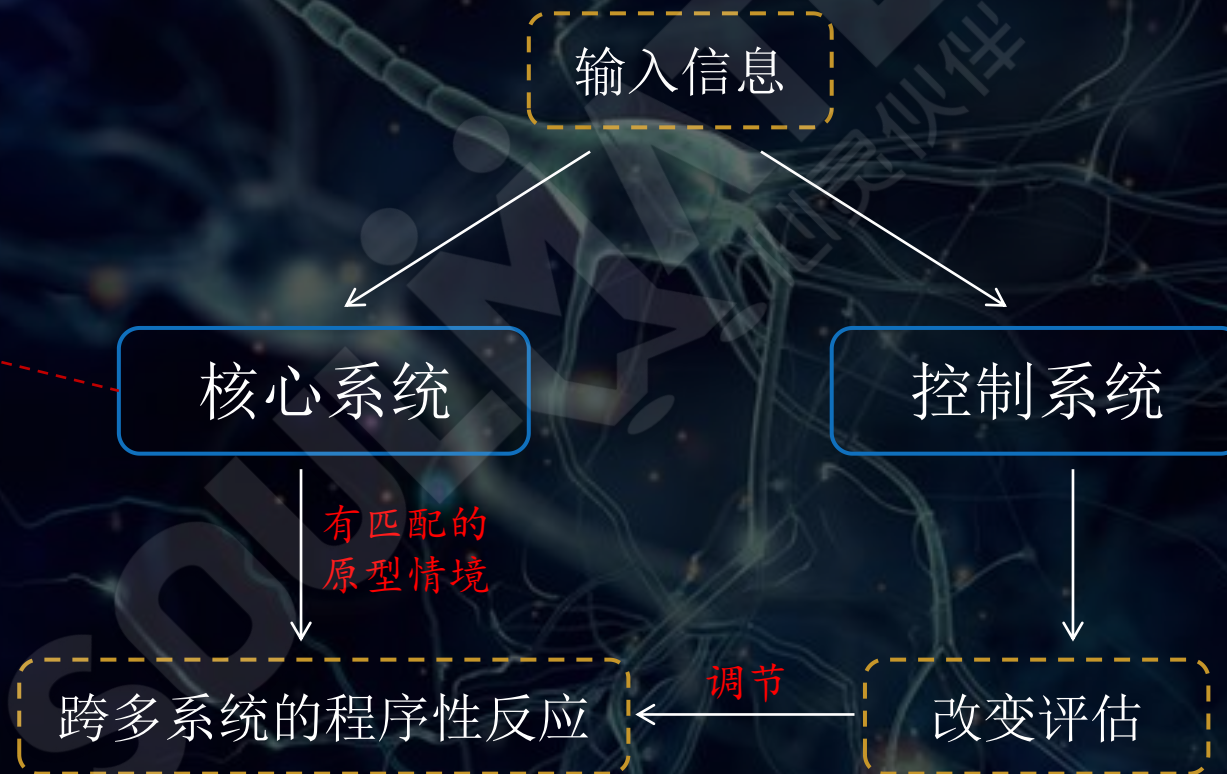 输入信息
核心系统
控制系统
有匹配的
原型情境
跨多系统的程序性反应
调节
改变评估